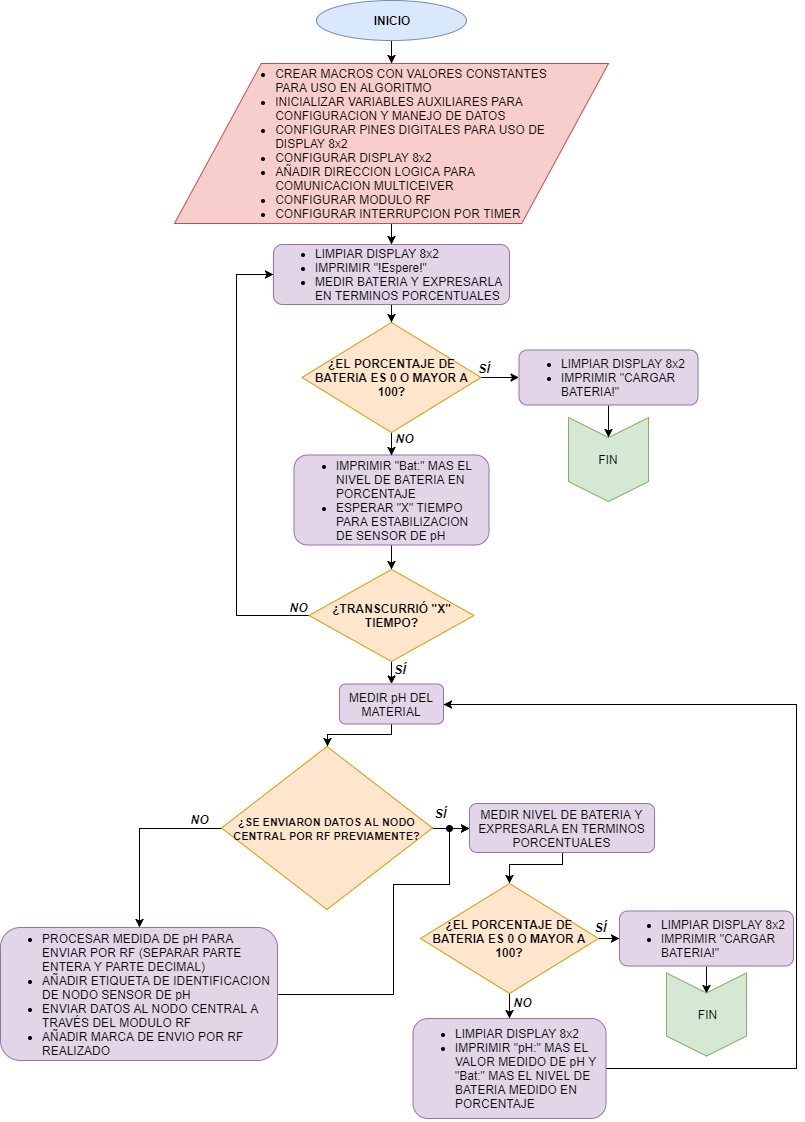 INICIO
• CREAR MACROS CON VALORES CONSTANTES
PARA USO EN ALGORITMO
• INICIALIZAR VARIABLES AUXILIARES PARA
CONFIGURACION Y MANEJO DE DATOS
• CONFIGURAR PINES DIGITALES PARA USO DE
DISPLAY 8x2
• CONFIGURAR DISPLAY 8x2
• AÑADIR DIRECCION LOGICA PARA
COMUNICACION MULTICEIVER
• CONFIGURAR MODULO RF
• CONFIGURAR INTERRUPCION POR TIMER
• LIMPIAR DISPLAY 8x2
• IMPRIMIR "!Espere!"
• MEDIR BATERIA Y EXPRESARLA
EN TERMINOS PORCENTUALES
¿EL PORCENTAJE DE
BATERIA ES 0 O MAYOR A
100?
SÍ
• LIMPIAR DISPLAY 8x2
• IMPRIMIR "CARGAR
BATERIA!"
FIN
NO
• IMPRIMIR "Bat:" MAS EL
NIVEL DE BATERIA EN
PORCENTAJE
• ESPERAR "X" TIEMPO
PARA ESTABILIZACION
DE SENSOR DE pH
¿TRANSCURRIÓ "X"
TIEMPO?
NO
SÍ
MEDIR pH DEL
MATERIAL
¿SE ENVIARON DATOS AL NODO
CENTRAL POR RF PREVIAMENTE?
NO
SÍ
MEDIR NIVEL DE BATERIA Y
EXPRESARLA EN TERMINOS
PORCENTUALES
• PROCESAR MEDIDA DE pH PARA
ENVIAR POR RF (SEPARAR PARTE
ENTERA Y PARTE DECIMAL)
• AÑADIR ETIQUETA DE IDENTIFICACION
DE NODO SENSOR DE pH
• ENVIAR DATOS AL NODO CENTRAL A
TRAVÉS DEL MODULO RF
• AÑADIR MARCA DE ENVIO POR RF
REALIZADO
¿EL PORCENTAJE DE
BATERIA ES 0 O MAYOR A
100?
SÍ
• LIMPIAR DISPLAY 8x2
• IMPRIMIR "CARGAR
BATERIA!"
FIN
NO
• LIMPIAR DISPLAY 8x2
• IMPRIMIR "pH:" MAS EL
VALOR MEDIDO DE pH Y
"Bat:" MAS EL NIVEL DE
BATERIA MEDIDO EN
PORCENTAJE